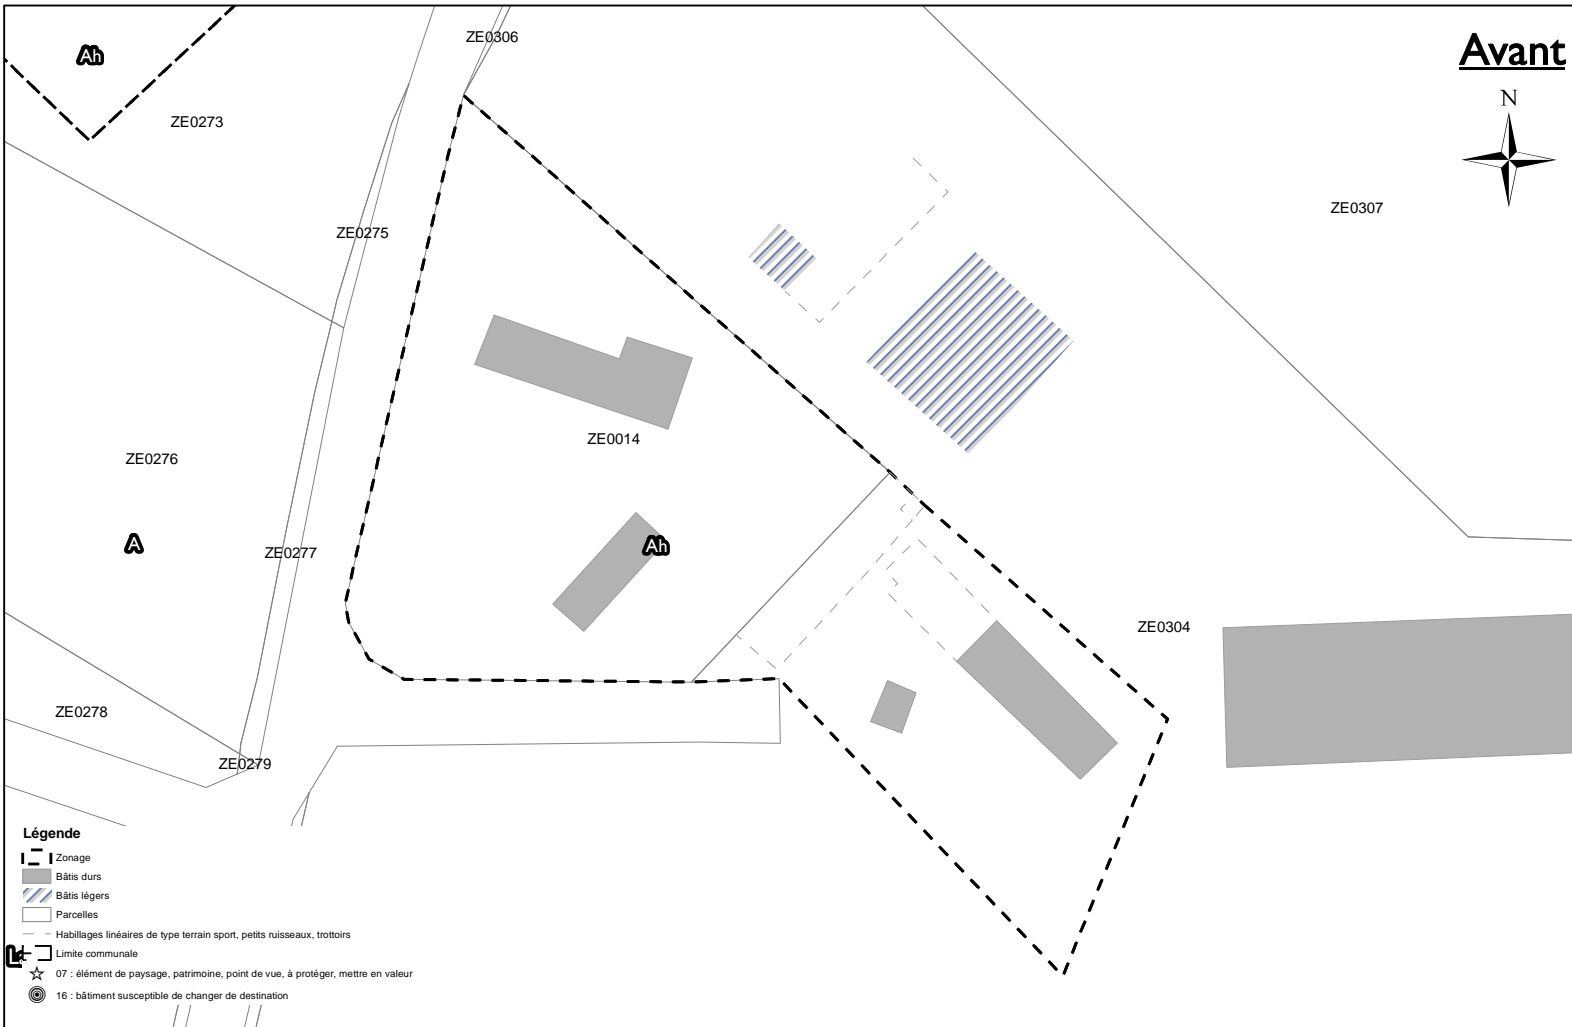 Avant
N
Ah
ZE0306
ZE0273
ZE0307
ZE0275
ZE0014
ZE0276
A
Ah
ZE0277
ZE0304
ZE0278
ZE0279
Légende
Zonage
Bâtis durs
Bâtis légers
Parcelles
Habillages linéaires de type terrain sport, petits ruisseaux, trottoirs
Limite communale
07 : élément de paysage, patrimoine, point de vue, à protéger, mettre en valeur
16 : bâtiment susceptible de changer de destination